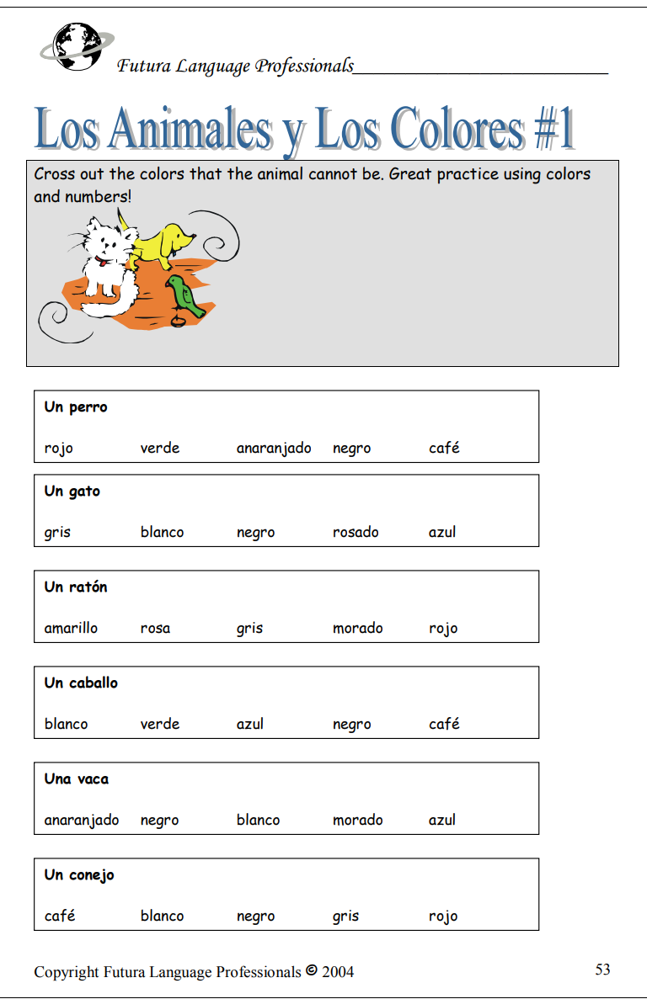 Futura Language Professionals
Los Animales y Los Colores #1
Cross out the colors that the animal cannot be. Great practice using colors
and numbers!
Un perro
rojo verde anaranjado negro café
Un gato
gris blanco negro rosado azul
Un ratón
amarillo rosa gris morado rojo
Un caballo
blanco verde azul negro café
Una vaca
anaranjado negro blanco morado azul
Un conejo
café blanco negro gris rojo
Copyright Futura Language Professionals © 2004 53